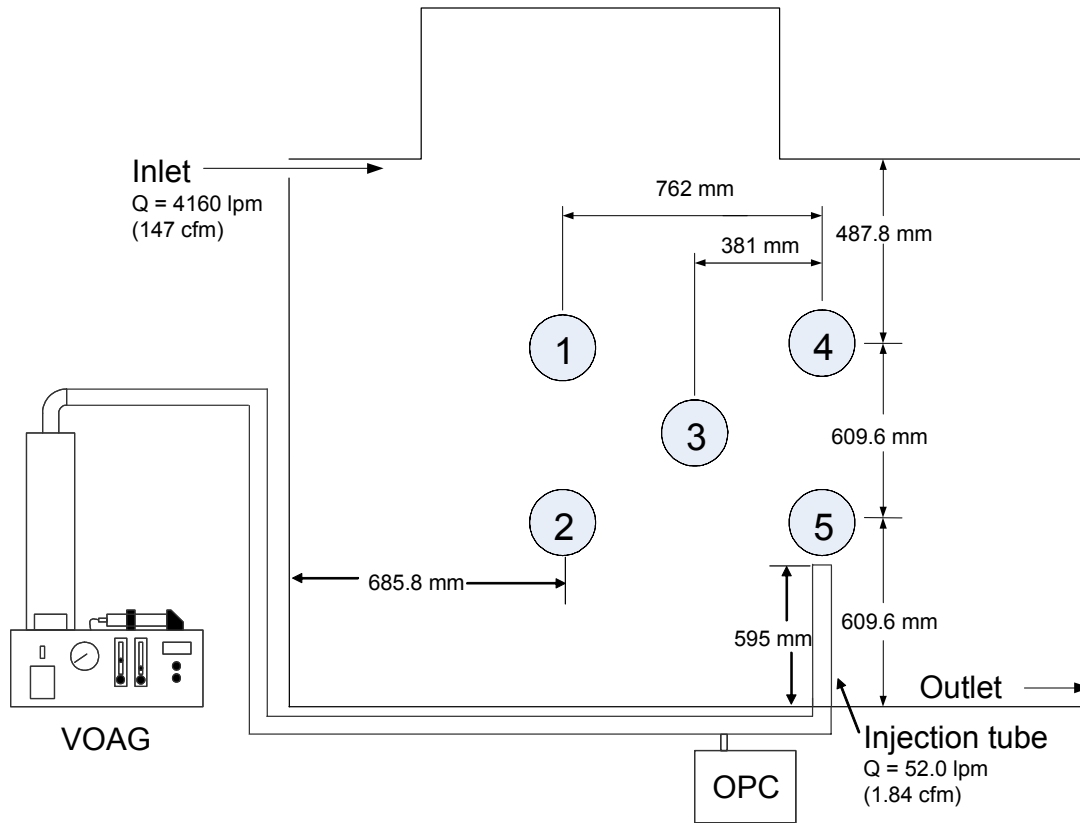 Inlet
Q = 4160 lpm
(147 cfm)
762 mm
487.8 mm
381 mm
1
4
3
609.6 mm
2
5
685.8 mm
595 mm
609.6 mm
Outlet
VOAG
Injection tube
Q = 52.0 lpm
(1.84 cfm)
OPC